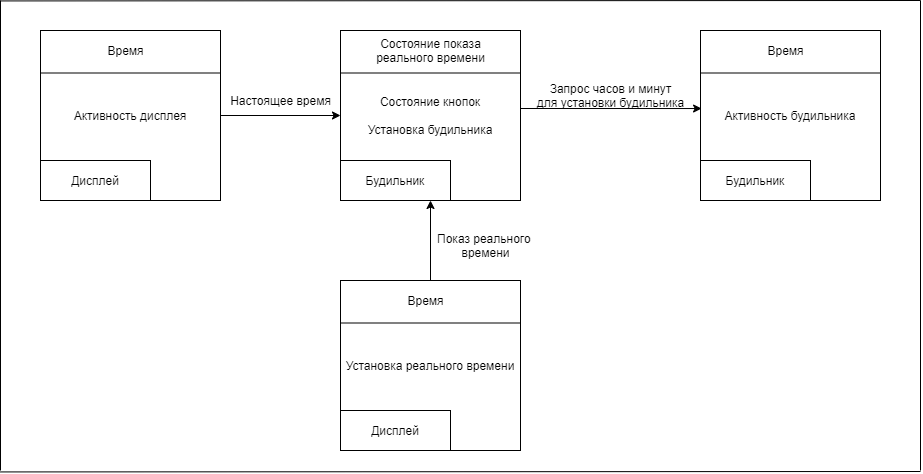 Время
Активность дисплея
Дисплей
Настоящее время
Состояние показа
реального времени
Состояние кнопок
Установка будильника
Будильник
Запрос часов и минут
для установки будильника
Время
Активность будильника
Будильник
Показ реального
времени
Время
Установка реального времени
Дисплей